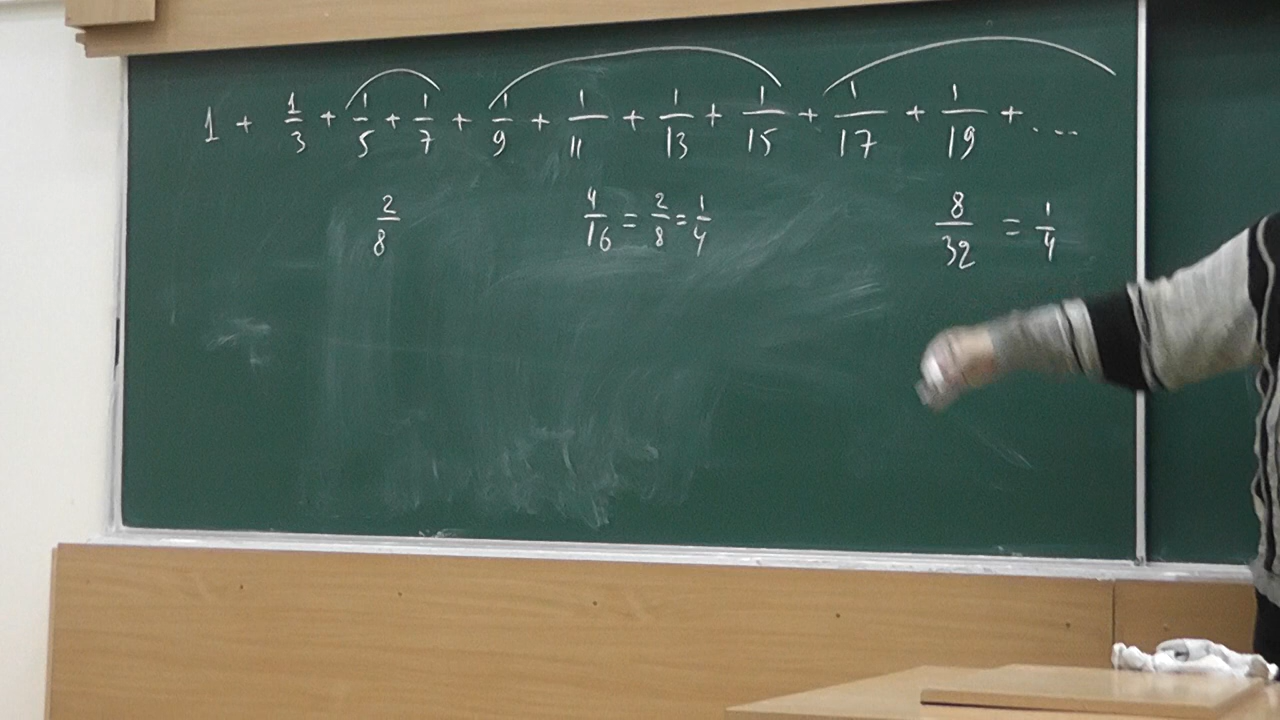 1 + 1/3 + 1/5 + 1/7 + 1/9 + 1/11 + 1/13 + 1/15 + 1/17 + 1/19 + ...
2/8 4/16 = 2/8 = 1/4 8/32 = 1/4